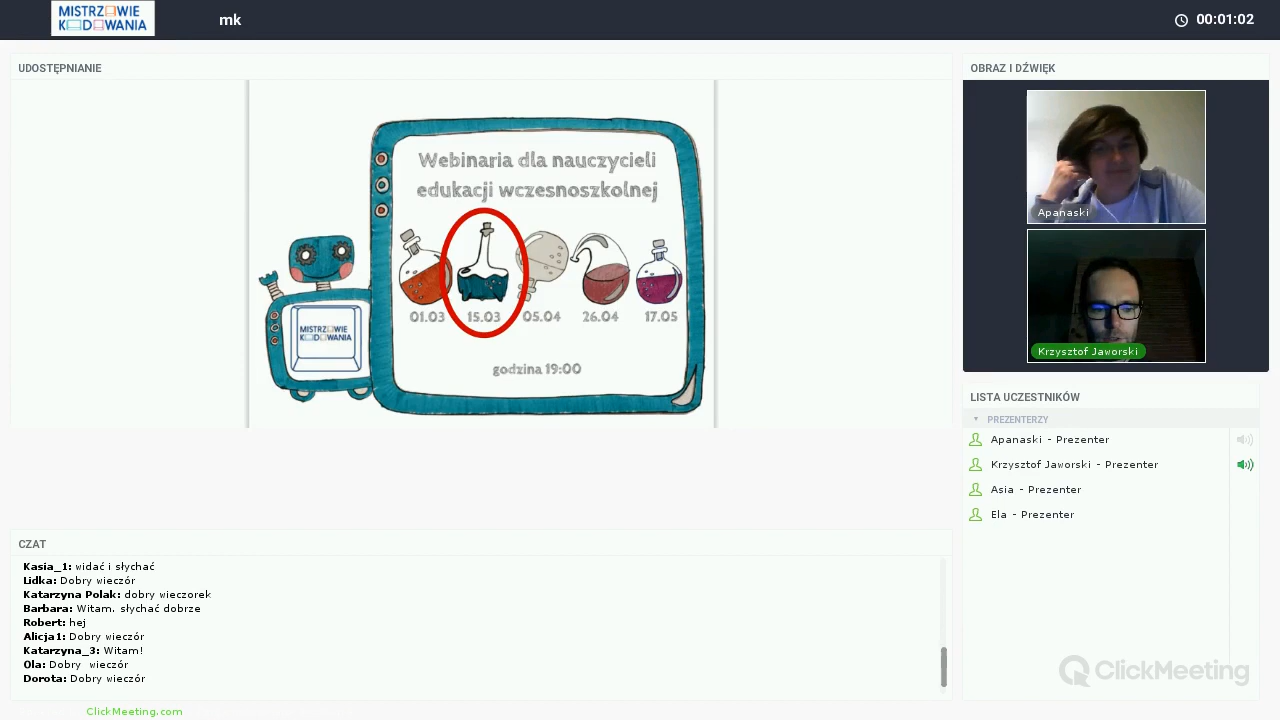 MISTRZOWIE
KODOWANIA
mk
00:01:02
UDOSTĘPNIANIE
Webinaria dla nauczycieli
edukacji wczesnoszkolnej
01.03 15.03 05.04 26.04 17.05
godzina 19:00
MISTRZOWIE
KODOWANIA
OBRAZ I DŹWIĘK
Apanaski
Krzysztof Jaworski
LISTA UCZESTNIKÓW
PREZENTERZY
Apanaski - Prezenter
Krzysztof Jaworski - Prezenter
Asia - Prezenter
Ela - Prezenter
CZAT
Kasia_1: widać i słychać
Lidka: Dobry wieczór
Katarzyna Polak: dobry wieczorek
Barbara: Witam. słychać dobrze
Robert: hej
Alicja1: Dobry wieczór
Katarzyna_3: Witam!
Ola: Dobry wieczór
Dorota: Dobry wieczór
ClickMeeting
ClickMeeting.com